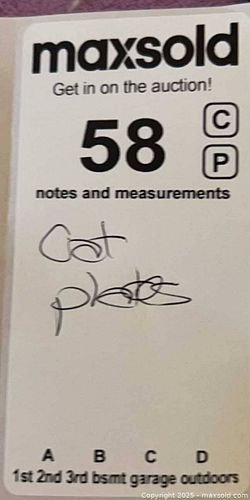 maxsold
Get in on the auction!
58 C
P
notes and measurements
Cat
plates
A B C D
1st 2nd 3rd bsmt garage outdoors
Copyright 2025 - maxsold.com